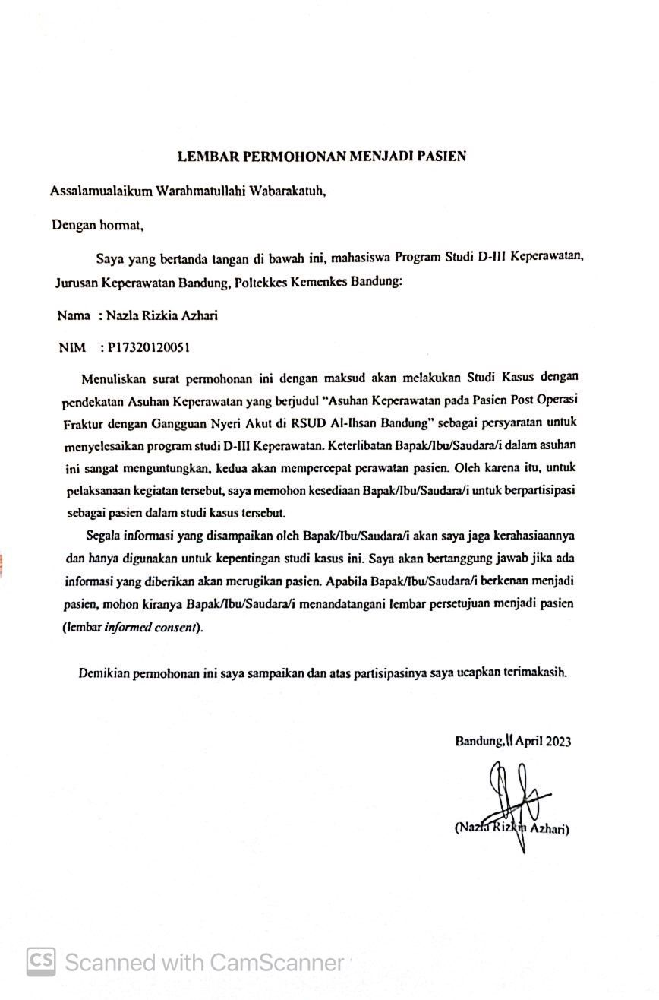 LEMBAR PERMOHONAN MENJADI PASIEN
Assalamualaikum Warahmatullahi Wabarakatuh,
Dengan hormat,
Saya yang bertanda tangan di bawah ini, mahasiswa Program Studi D-III Keperawatan,
Jurusan Keperawatan Bandung, Poltekkes Kemenkes Bandung:
Nama : Nazla Rizkia Azhari
NIM : P17320120051
Menuliskan surat permohonan ini dengan maksud akan melakukan Studi Kasus dengan
pendekatan Asuhan Keperawatan yang berjudul “Asuhan Keperawatan pada Pasien Post Operasi
Fraktur dengan Gangguan Nyeri Akut di RSUD Al-Ihsan Bandung” sebagai persyaratan untuk
menyelesaikan program studi D-III Keperawatan. Keterlibatan Bapak/Ibu/Saudara/i dalam asuhan
ini sangat menguntungkan, kedua akan mempercepat perawatan pasien. Oleh karena itu, untuk
pelaksanaan kegiatan tersebut, saya memohon kesediaan Bapak/Ibu/Saudara/i untuk berpartisipasi
sebagai pasien dalam studi kasus tersebut.
Segala informasi yang disampaikan oleh Bapak/Ibu/Saudara/i akan saya jaga kerahasiaannya
dan hanya digunakan untuk kepentingan studi kasus ini. Saya akan bertanggung jawab jika ada
informasi yang diberikan akan merugikan pasien. Apabila Bapak/Ibu/Saudara/i berkenan menjadi
pasien, mohon kiranya Bapak/Ibu/Saudara/i menandatangani lembar persetujuan menjadi pasien
(lembar informed consent).
Demikian permohonan ini saya sampaikan dan atas partisipasinya saya ucapkan terimakasih.
Bandung, 11 April 2023
(Nazla Rizkia Azhari)
CS Scanned with CamScanner